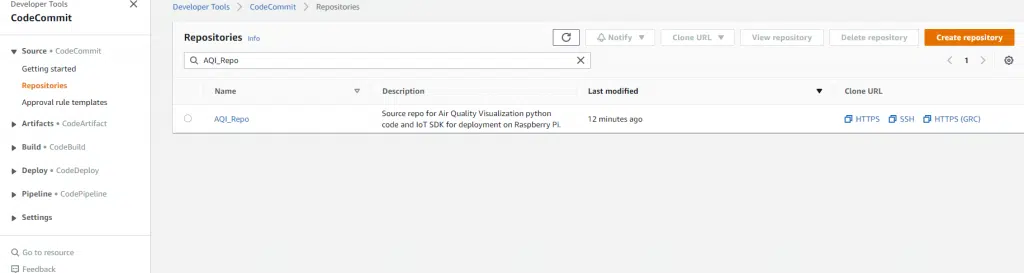 Developer Tools
CodeCommit
Source • CodeCommit
Getting started
Repositories
Approval rule templates
Artifacts • CodeArtifact
Build • CodeBuild
Deploy • CodeDeploy
Pipeline • CodePipeline
Settings
Go to resource
Feedback
Developer Tools > CodeCommit > Repositories
Repositories Info
Notify Clone URL View repository Delete repository Create repository
AQI_Repo
1
Name Description Last modified Clone URL
AQI_Repo
Source repo for Air Quality Visualization python
code and IoT SDK for deployment on Raspberry Pi.
12 minutes ago
HTTPS SSH HTTPS (GRC)